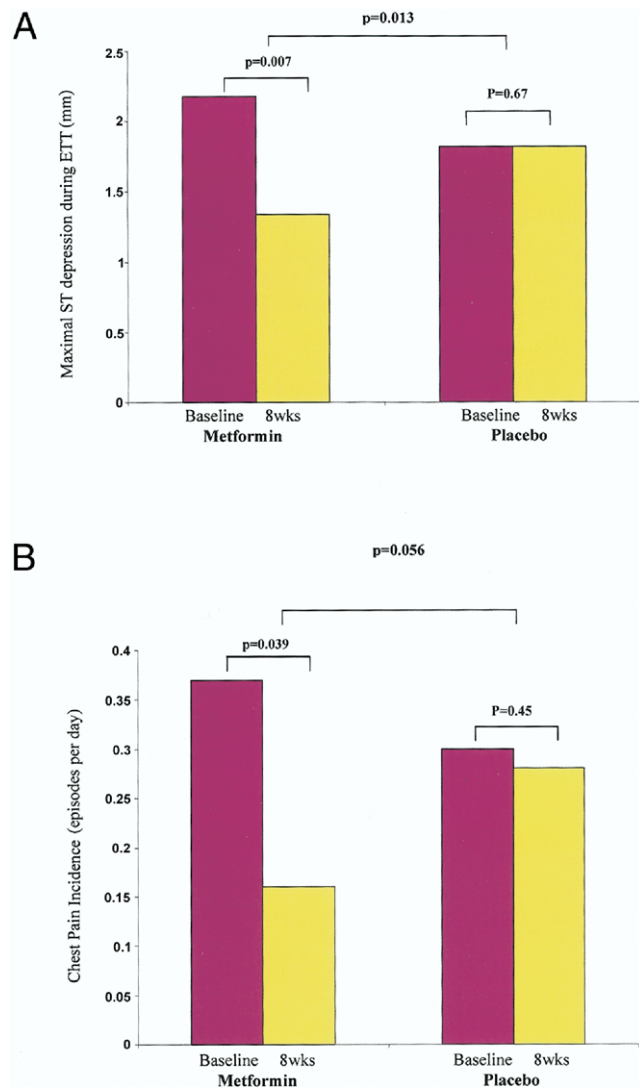 A
p=0.013
p=0.007
P=0.67
Maximal ST depression during ETT (mm)
2.5
2
1.5
1
0.5
0
Baseline 8wks Baseline 8wks
Metformin Placebo
B
p=0.056
p=0.039
P=0.45
Chest Pain Incidence (episodes per day)
0.4
0.35
0.3
0.25
0.2
0.15
0.1
0.05
0
Baseline 8wks Baseline 8wks
Metformin Placebo